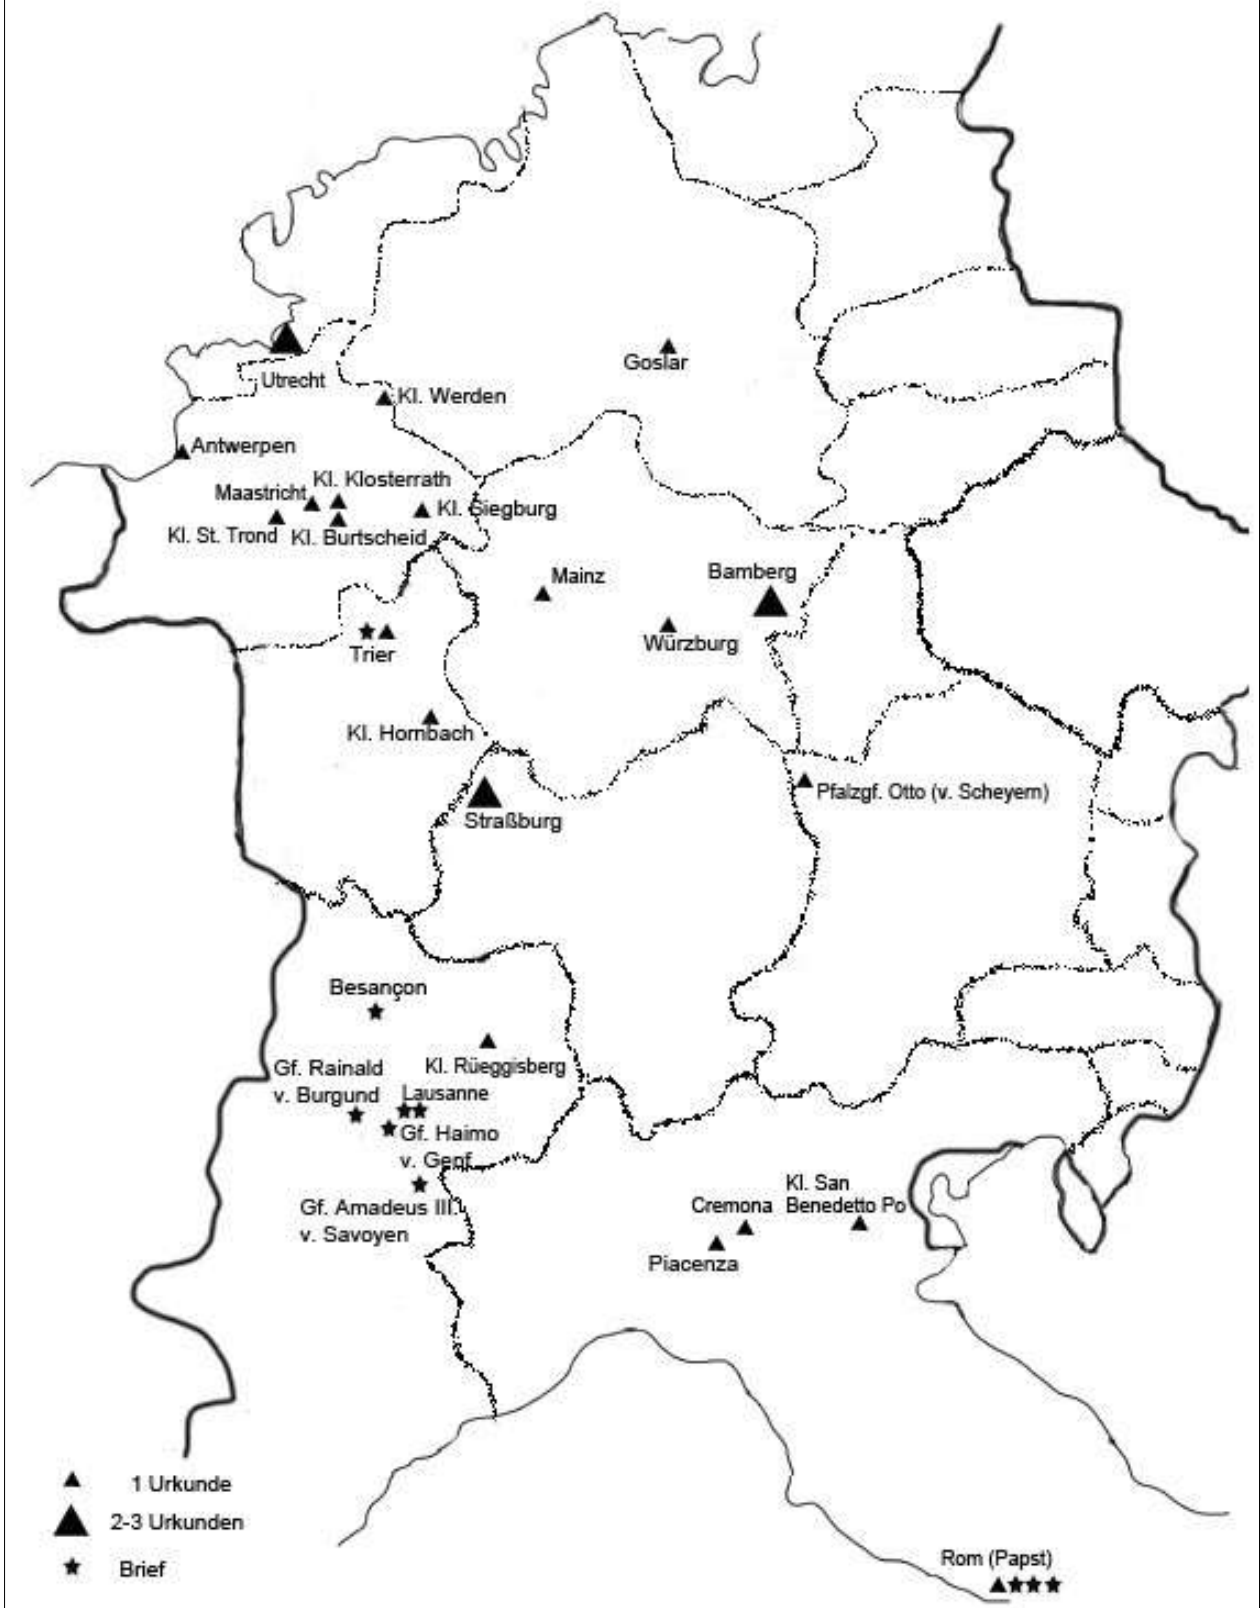 Goslar
Utrecht
Kl. Werden
Antwerpen
Kl. Klosterrath
Maastricht
Kl. Siegburg
Kl. St. Trond
Kl. Burtscheid
Mainz
Bamberg
Würzburg
Trier
Kl. Hornbach
Pfalzgf. Otto (v. Scheyern)
Straßburg
Besançon
Kl. Rüeggisberg
Gf. Rainald
v. Burgund
Lausanne
Gf. Haimo
v. Genf
Gf. Amadeus III.
v. Savoyen
Kl. San
Benedetto Po
Cremona
Piacenza
1 Urkunde
2-3 Urkunden
Brief
Rom (Papst)